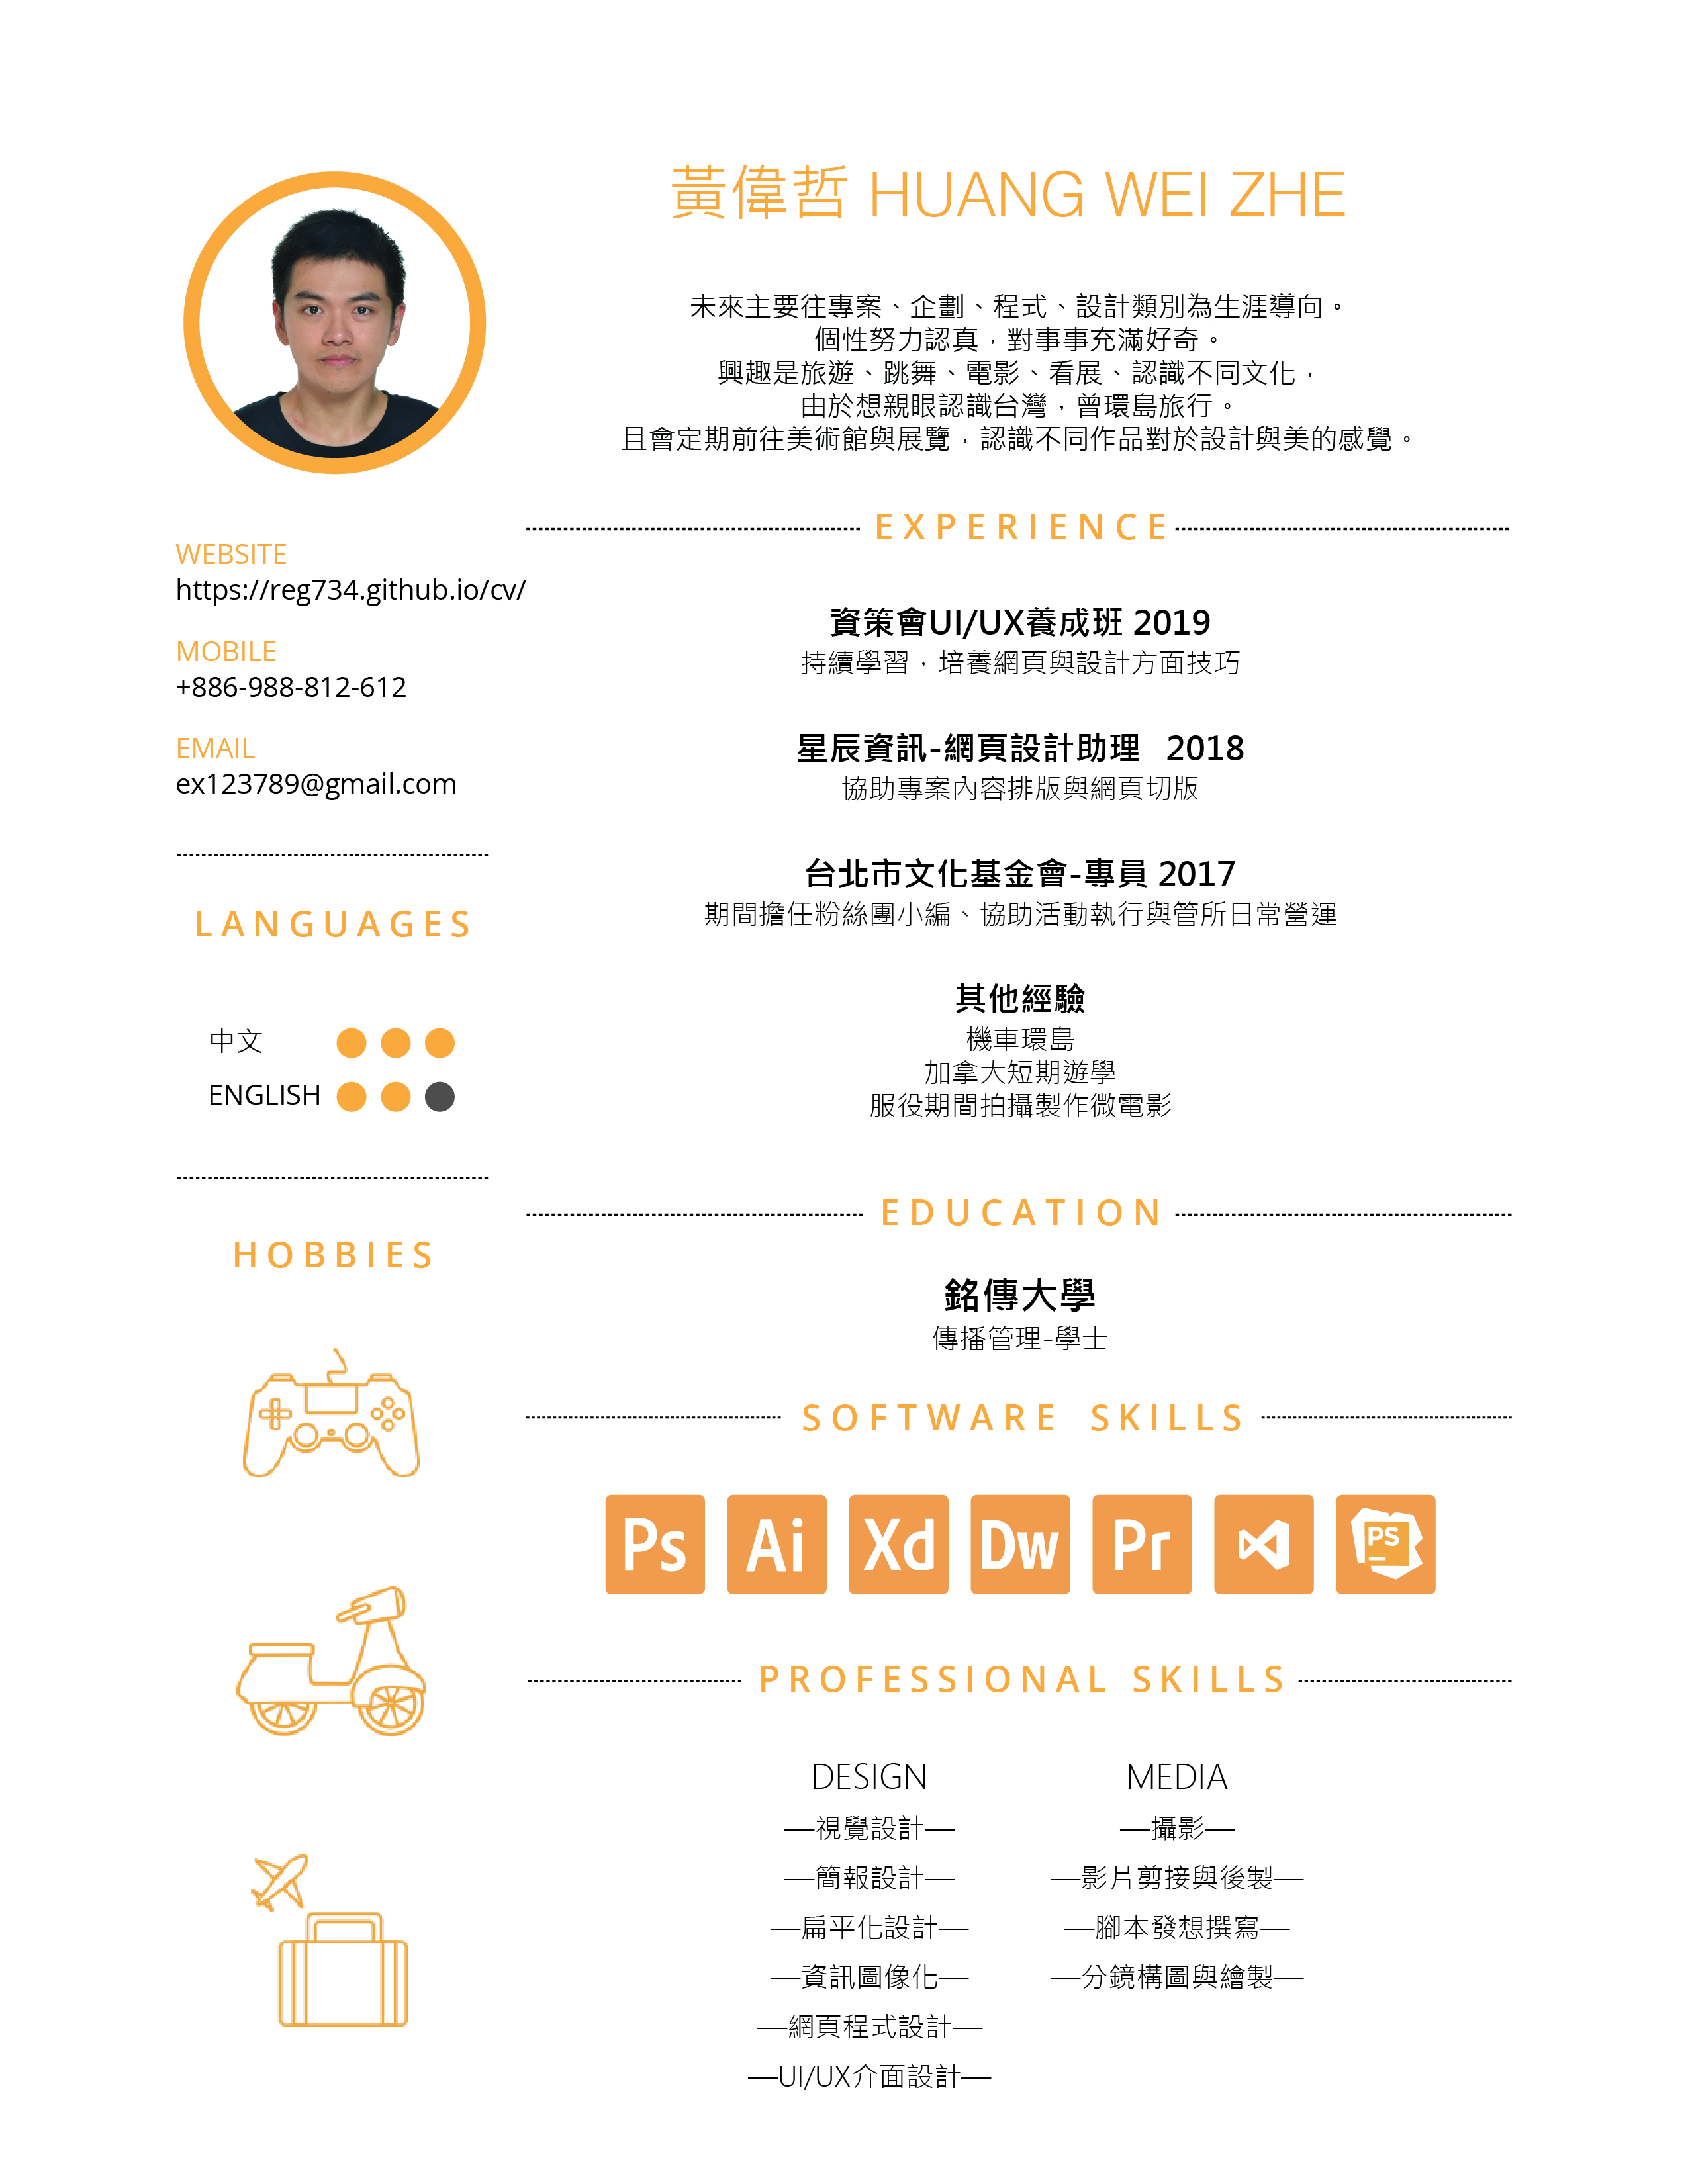 黃偉哲 HUANG WEI ZHE
未來主要往專案、企劃、程式、設計類別為生涯導向。
個性努力認真，對事事充滿好奇。
興趣是旅遊、跳舞、電影、看展、認識不同文化，
由於想親眼認識台灣，曾環島旅行。
且會定期前往美術館與展覽，認識不同作品對於設計與美的感覺。
WEBSITE
https://reg734.github.io/cv/
MOBILE
+886-988-812-612
EMAIL
ex123789@gmail.com
LANGUAGES
中文
ENGLISH
HOBBIES
EXPERIENCE
資策會UI/UX養成班 2019
持續學習，培養網頁與設計方面技巧
星辰資訊-網頁設計助理 2018
協助專案內容排版與網頁切版
台北市文化基金會-專員 2017
期間擔任粉絲團小編、協助活動執行與管所日常營運
其他經驗
機車環島
加拿大短期遊學
服役期間拍攝製作微電影
EDUCATION
銘傳大學
傳播管理-學士
SOFTWARE SKILLS
Ps Ai Xd Dw Pr PS
PROFESSIONAL SKILLS
DESIGN
—視覺設計—
—簡報設計—
—扁平化設計—
—資訊圖像化—
—網頁程式設計—
—UI/UX介面設計—
MEDIA
—攝影—
—影片剪接與後製—
—腳本發想撰寫—
—分鏡構圖與繪製—